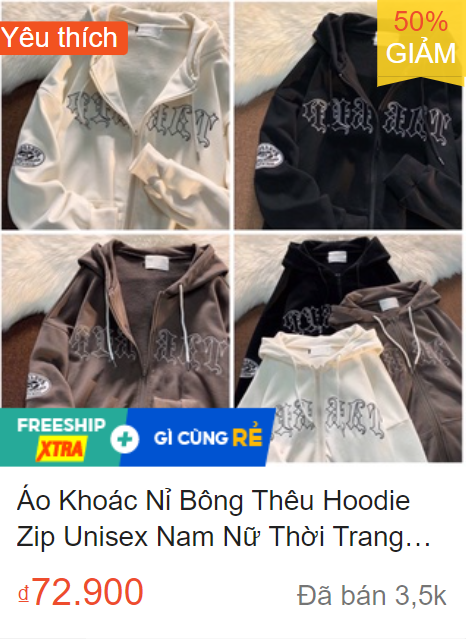 Yêu thích
50%
GIẢM
FREESHIP
XTRA
GÌ CŨNG RẺ
Áo Khoác Nỉ Bông Thêu Hoodie
Zip Unisex Nam Nữ Thời Trang…
₫72.900
Đã bán 3,5k